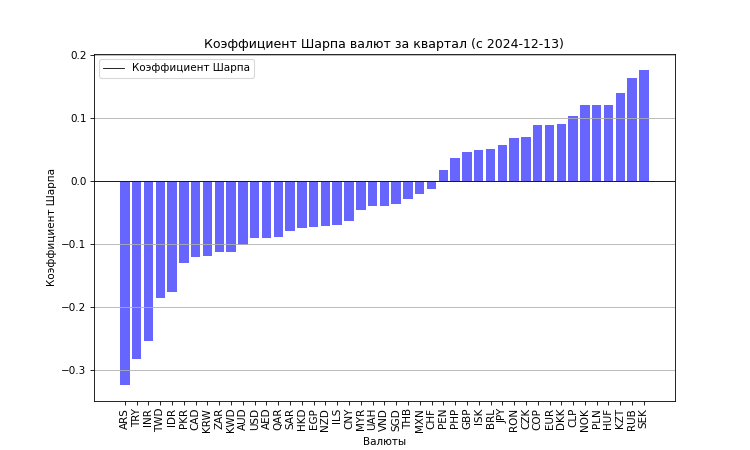 Коэффициент Шарпа валют за квартал (с 2024-12-13)
Коэффициент Шарпа
Коэффициент Шарпа
0.2
0.1
0.0
−0.1
−0.2
−0.3
ARS
TRY
INR
TWD
IDR
PKR
CAD
KRW
ZAR
KWD
AUD
USD
AED
QAR
SAR
HKD
EGP
NZD
ILS
CNY
MYR
UAH
VND
SGD
THB
MXN
CHF
PEN
PHP
GBP
ISK
BRL
JPY
RON
CZK
COP
EUR
DKK
CLP
NOK
PLN
HUF
KZT
RUB
SEK
Валюты